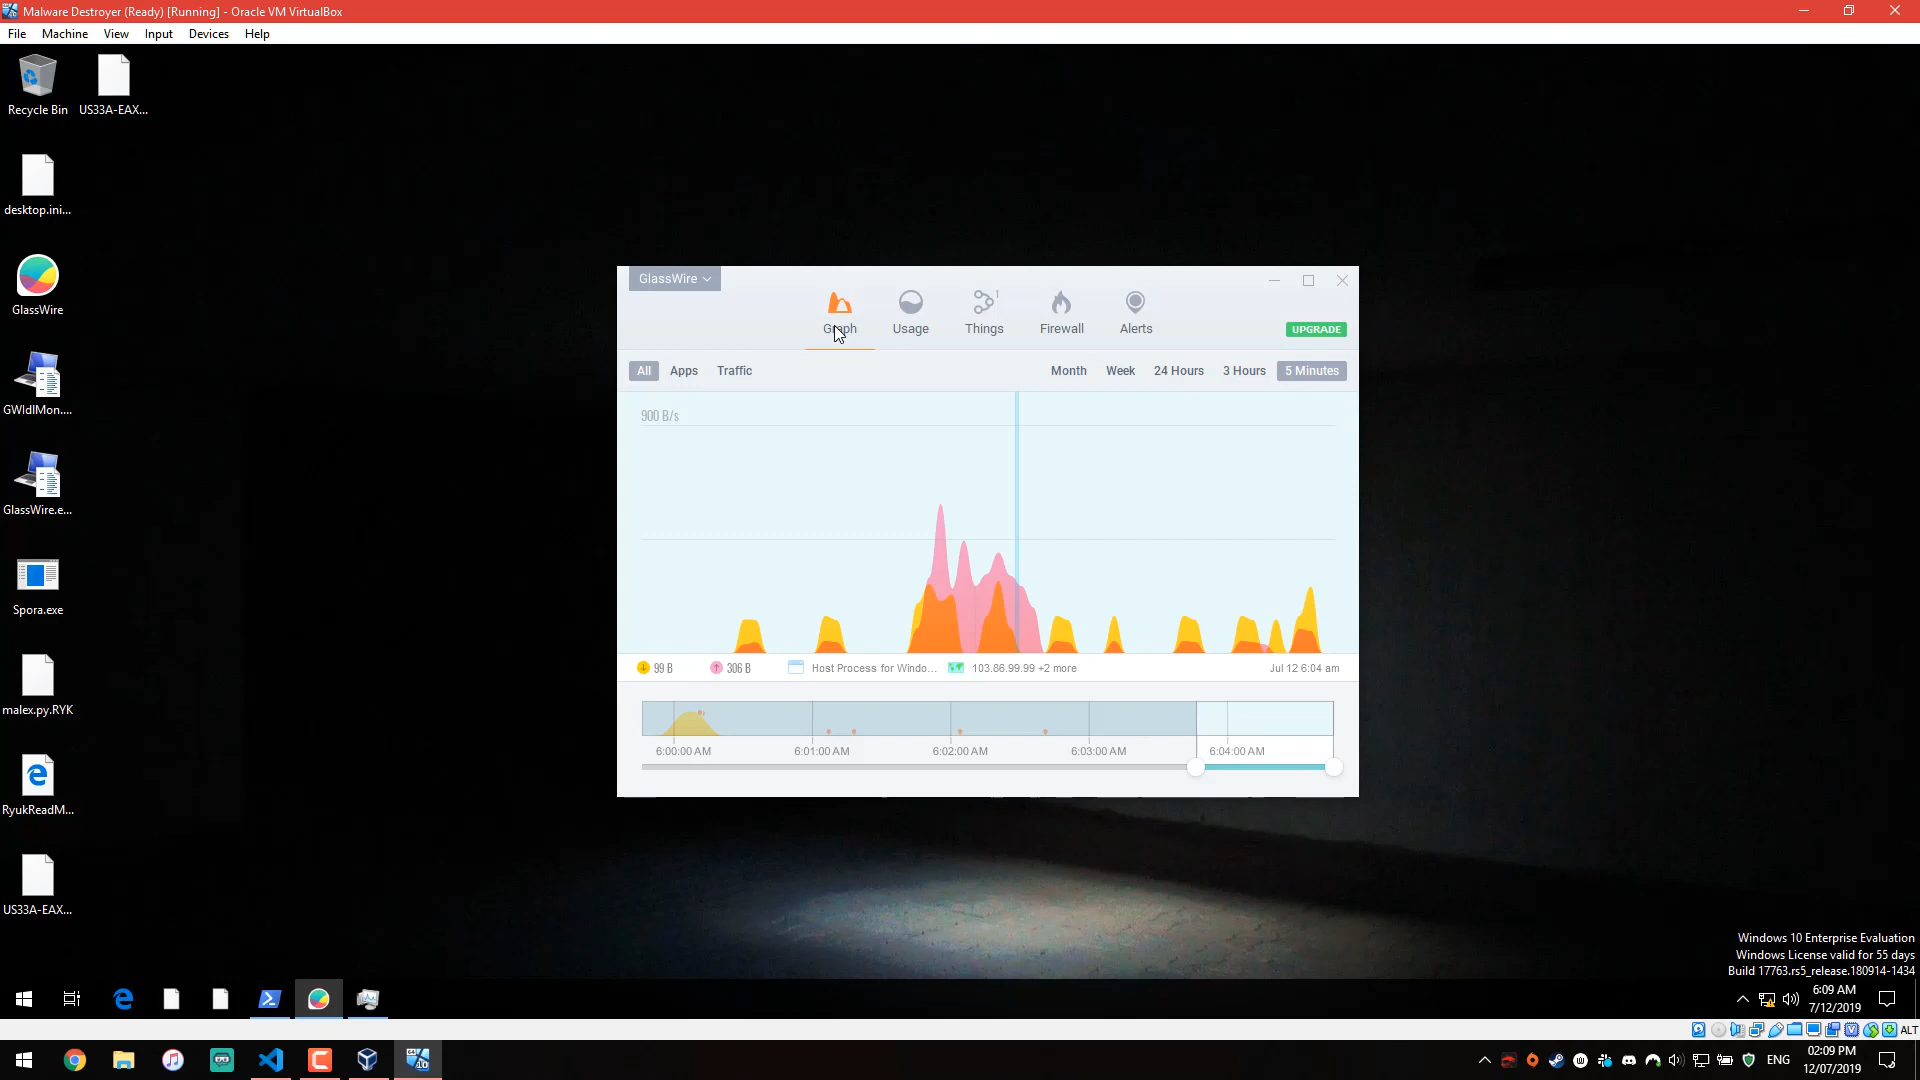 Malware Destroyer (Ready) [Running] - Oracle VM VirtualBox
File Machine View Input Devices Help
Recycle Bin
US33A-EAX...
desktop.ini...
GlassWire
GWIdlMon....
GlassWire.e...
Spora.exe
malex.py.RYK
RyukReadM...
US33A-EAX...
GlassWire
Graph
Usage
Things
1
Firewall
Alerts
UPGRADE
All Apps Traffic
Month Week 24 Hours 3 Hours 5 Minutes
900 B/s
99 B
306 B
Host Process for Windo...
103.86.99.99 +2 more
Jul 12 6:04 am
6:00:00 AM
6:01:00 AM
6:02:00 AM
6:03:00 AM
6:04:00 AM
Windows 10 Enterprise Evaluation
Windows License valid for 55 days
Build 17763.rs5_release.180914-1434
6:09 AM
7/12/2019
ALT
64
10
ENG
02:09 PM
12/07/2019